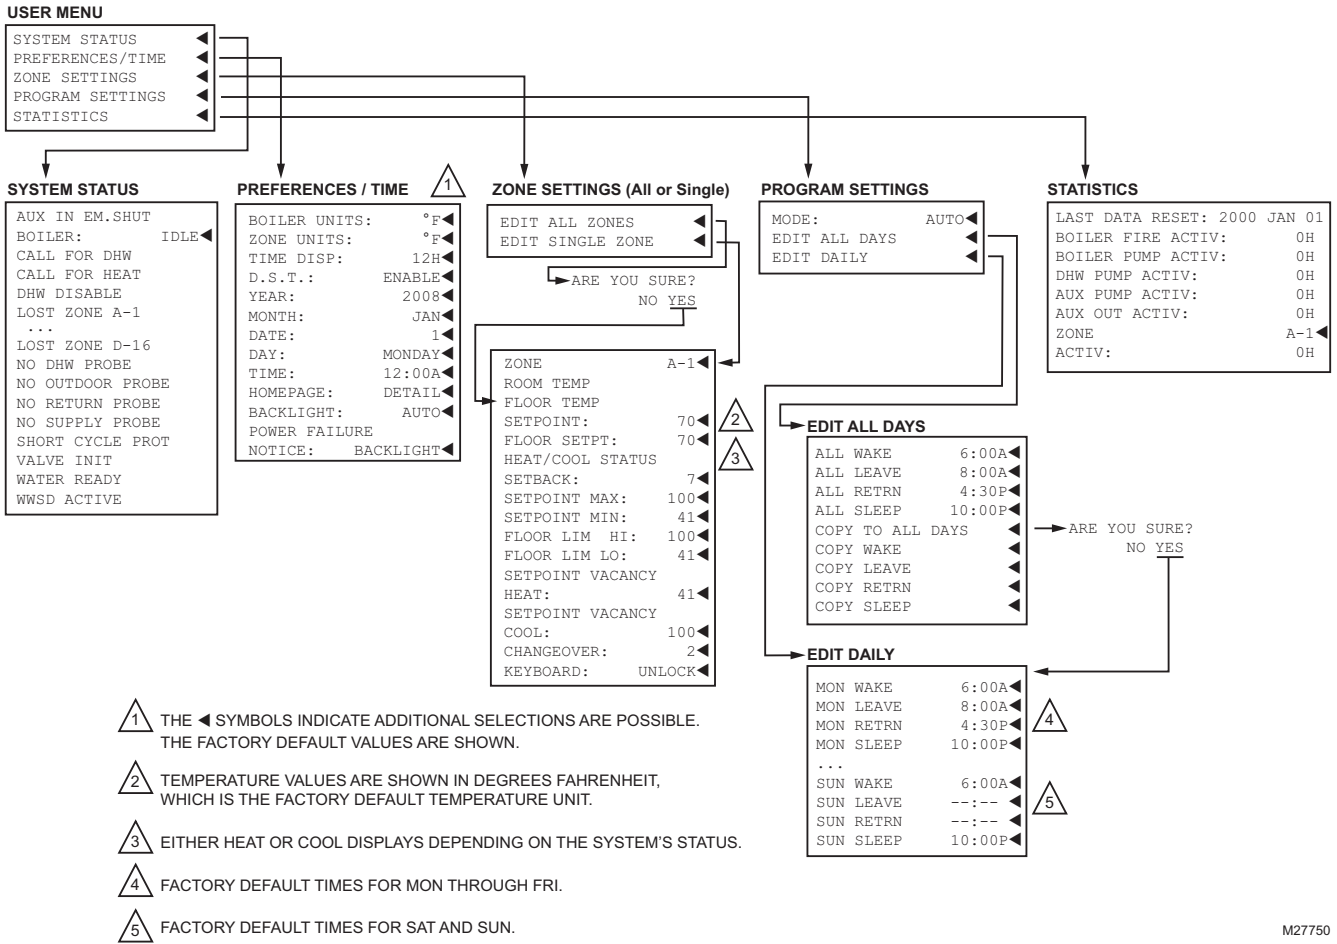 USER MENU
SYSTEM STATUS
PREFERENCES/TIME
ZONE SETTINGS
PROGRAM SETTINGS
STATISTICS
SYSTEM STATUS
AUX IN EM.SHUT
BOILER: IDLE◀
CALL FOR DHW
CALL FOR HEAT
DHW DISABLE
LOST ZONE A-1
...
LOST ZONE D-16
NO DHW PROBE
NO OUTDOOR PROBE
NO RETURN PROBE
NO SUPPLY PROBE
SHORT CYCLE PROT
VALVE INIT
WATER READY
WWSD ACTIVE
PREFERENCES / TIME
1
BOILER UNITS: °F◀
ZONE UNITS: °F◀
TIME DISP: 12H◀
D.S.T.: ENABLE◀
YEAR: 2008◀
MONTH: JAN◀
DATE: 1◀
DAY: MONDAY◀
TIME: 12:00A◀
HOMEPAGE: DETAIL◀
BACKLIGHT: AUTO◀
POWER FAILURE
NOTICE: BACKLIGHT◀
ZONE SETTINGS (All or Single)
EDIT ALL ZONES ◀
EDIT SINGLE ZONE ◀
ARE YOU SURE?
NO YES
ZONE A-1◀
ROOM TEMP
FLOOR TEMP
SETPOINT: 70◀
2
FLOOR SETPT: 70◀
3
HEAT/COOL STATUS
SETBACK: 7◀
SETPOINT MAX: 100◀
SETPOINT MIN: 41◀
FLOOR LIM HI: 100◀
FLOOR LIM LO: 41◀
SETPOINT VACANCY
HEAT: 41◀
SETPOINT VACANCY
COOL: 100◀
CHANGEOVER: 2◀
KEYBOARD: UNLOCK◀
PROGRAM SETTINGS
MODE: AUTO◀
EDIT ALL DAYS ◀
EDIT DAILY ◀
EDIT ALL DAYS
ALL WAKE 6:00A◀
ALL LEAVE 8:00A◀
ALL RETRN 4:30P◀
ALL SLEEP 10:00P◀
COPY TO ALL DAYS ◀
COPY WAKE ◀
COPY LEAVE ◀
COPY RETRN ◀
COPY SLEEP ◀
ARE YOU SURE?
NO YES
EDIT DAILY
MON WAKE 6:00A◀
MON LEAVE 8:00A◀
MON RETRN 4:30P◀
MON SLEEP 10:00P◀
4
...
SUN WAKE 6:00A◀
SUN LEAVE --:-- ◀
SUN RETRN --:-- ◀
SUN SLEEP 10:00P◀
5
STATISTICS
LAST DATA RESET: 2000 JAN 01
BOILER FIRE ACTIV: 0H
BOILER PUMP ACTIV: 0H
DHW PUMP ACTIV: 0H
AUX PUMP ACTIV: 0H
AUX OUT ACTIV: 0H
ZONE A-1◀
ACTIV: 0H
1 THE ◀ SYMBOLS INDICATE ADDITIONAL SELECTIONS ARE POSSIBLE.
THE FACTORY DEFAULT VALUES ARE SHOWN.
2 TEMPERATURE VALUES ARE SHOWN IN DEGREES FAHRENHEIT,
WHICH IS THE FACTORY DEFAULT TEMPERATURE UNIT.
3 EITHER HEAT OR COOL DISPLAYS DEPENDING ON THE SYSTEM'S STATUS.
4 FACTORY DEFAULT TIMES FOR MON THROUGH FRI.
5 FACTORY DEFAULT TIMES FOR SAT AND SUN.
M27750